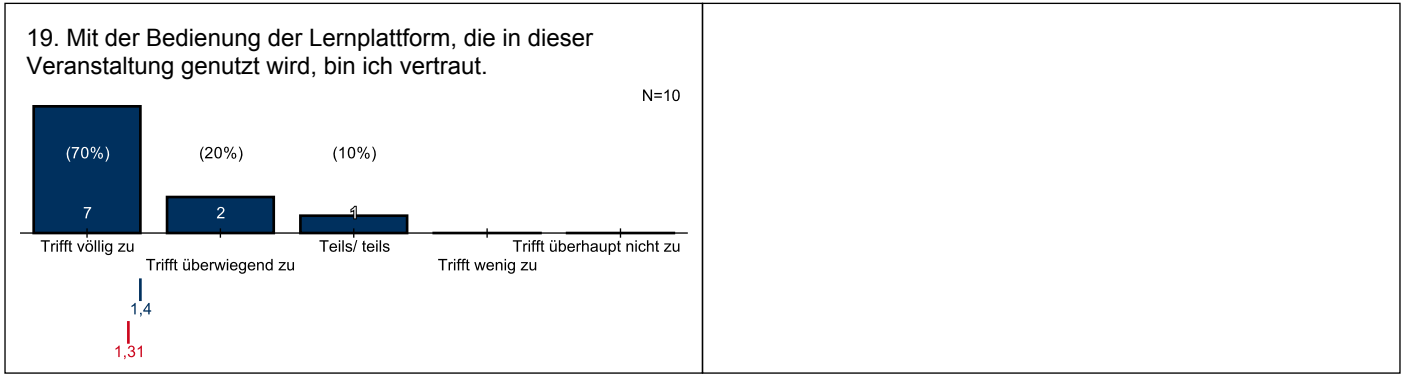 19. Mit der Bedienung der Lernplattform, die in dieser
Veranstaltung genutzt wird, bin ich vertraut.
N=10
(70%) (20%) (10%)
7 2 1
Trifft völlig zu Teils/ teils Trifft überhaupt nicht zu
Trifft überwiegend zu Trifft wenig zu
1,4
1,31